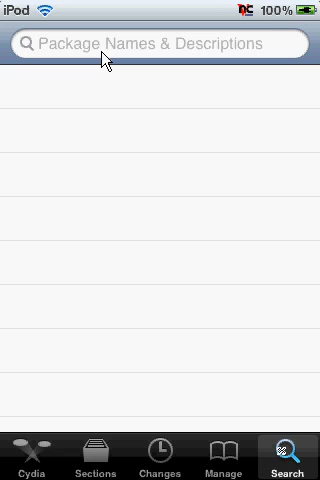 iPod 100%
Package Names & Descriptions
Cydia Sections Changes Manage Search